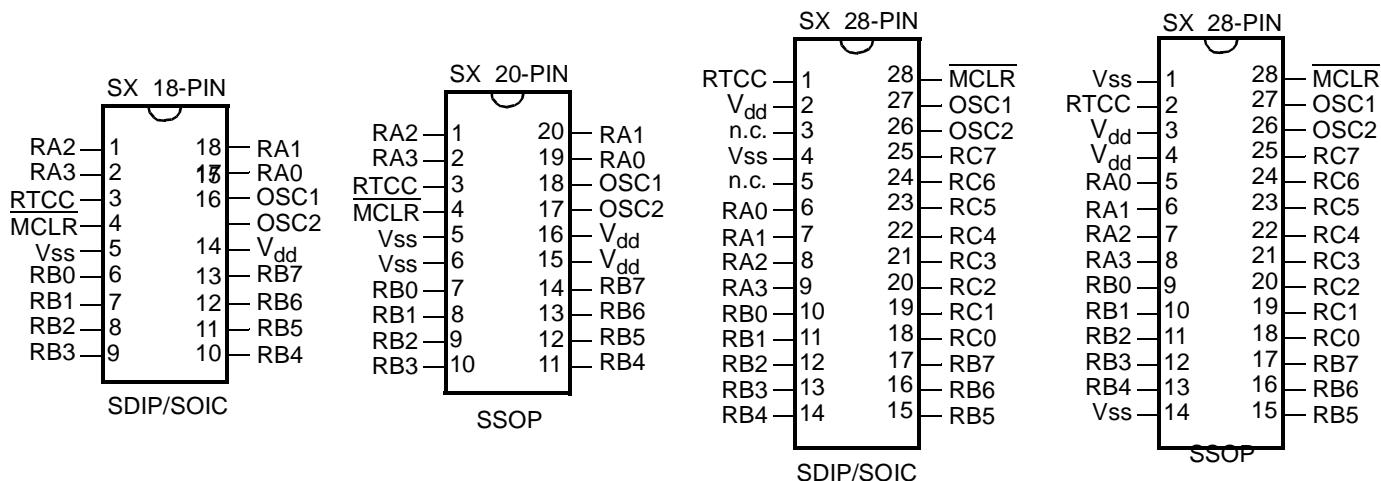 SX 18-PIN
RA2 1 18 RA1
RA3 2 17 15 RA0
RTCC 3 16 OSC1
MCLR 4 OSC2
Vss 5 14 Vdd
RB0 6 13 RB7
RB1 7 12 RB6
RB2 8 11 RB5
RB3 9 10 RB4
SDIP/SOIC
SX 20-PIN
RA2 1 20 RA1
RA3 2 19 RA0
RTCC 3 18 OSC1
MCLR 4 17 OSC2
Vss 5 16 Vdd
Vss 6 15 Vdd
RB0 7 14 RB7
RB1 8 13 RB6
RB2 9 12 RB5
RB3 10 11 RB4
SSOP
SX 28-PIN
RTCC 1 28 MCLR
Vdd 2 27 OSC1
n.c. 3 26 OSC2
Vss 4 25 RC7
n.c. 5 24 RC6
RA0 6 23 RC5
RA1 7 22 RC4
RA2 8 21 RC3
RA3 9 20 RC2
RB0 10 19 RC1
RB1 11 18 RC0
RB2 12 17 RB7
RB3 13 16 RB6
RB4 14 15 RB5
SDIP/SOIC
SX 28-PIN
Vss 1 28 MCLR
RTCC 2 27 OSC1
Vdd 3 26 OSC2
Vdd 4 25 RC7
RA0 5 24 RC6
RA1 6 23 RC5
RA2 7 22 RC4
RA3 8 21 RC3
RB0 9 20 RC2
RB1 10 19 RC1
RB2 11 18 RC0
RB3 12 17 RB7
RB4 13 16 RB6
Vss 14 15 RB5
SSOP